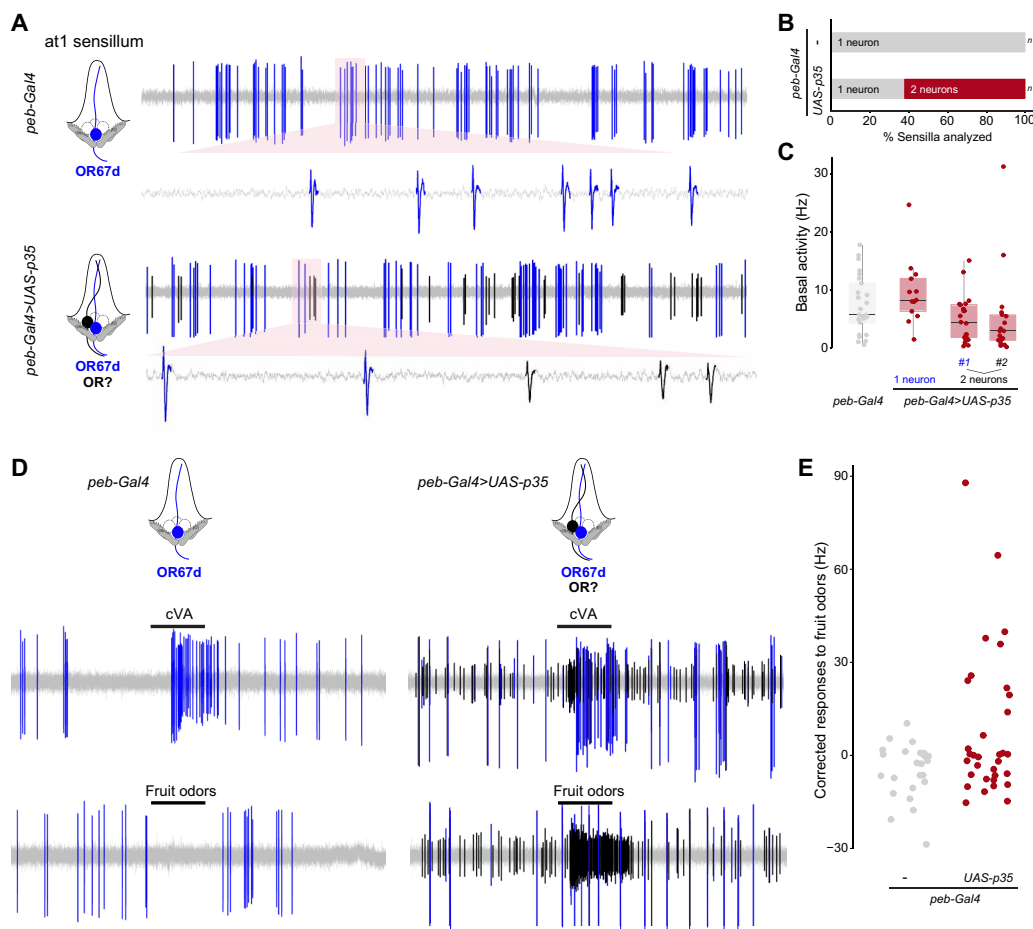 A
at1 sensillum
peb-Gal4
OR67d
peb-Gal4>UAS-p35
OR67d
OR?
B
peb-Gal4
UAS-p35
-
1 neuron
n
1 neuron
2 neurons
n
0
20
40
60
80
100
% Sensilla analyzed
C
Basal activity (Hz)
30
20
10
0
#1
#2
1 neuron
2 neurons
peb-Gal4
peb-Gal4>UAS-p35
D
peb-Gal4
OR67d
peb-Gal4>UAS-p35
OR67d
OR?
cVA
cVA
Fruit odors
Fruit odors
E
Corrected responses to fruit odors (Hz)
90
60
30
0
−30
-
UAS-p35
peb-Gal4